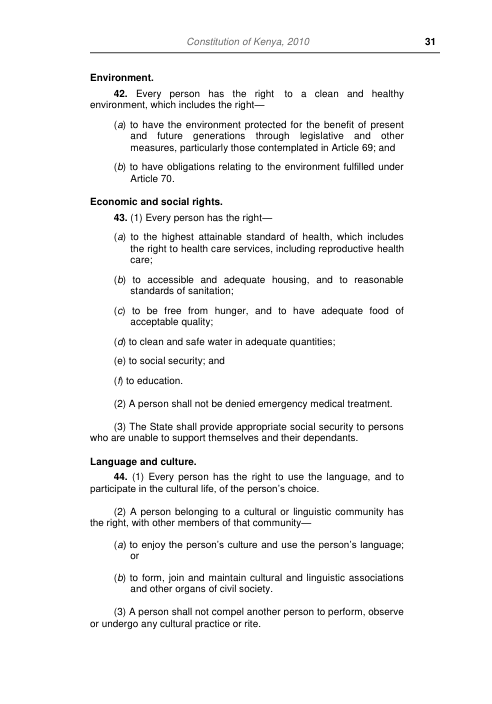 Constitution of Kenya, 2010 31
Environment.
42. Every person has the right to a clean and healthy
environment, which includes the right—
(a) to have the environment protected for the benefit of present
and future generations through legislative and other
measures, particularly those contemplated in Article 69; and
(b) to have obligations relating to the environment fulfilled under
Article 70.
Economic and social rights.
43. (1) Every person has the right—
(a) to the highest attainable standard of health, which includes
the right to health care services, including reproductive health
care;
(b) to accessible and adequate housing, and to reasonable
standards of sanitation;
(c) to be free from hunger, and to have adequate food of
acceptable quality;
(d) to clean and safe water in adequate quantities;
(e) to social security; and
(f) to education.
(2) A person shall not be denied emergency medical treatment.
(3) The State shall provide appropriate social security to persons
who are unable to support themselves and their dependants.
Language and culture.
44. (1) Every person has the right to use the language, and to
participate in the cultural life, of the person's choice.
(2) A person belonging to a cultural or linguistic community has
the right, with other members of that community—
(a) to enjoy the person's culture and use the person's language;
or
(b) to form, join and maintain cultural and linguistic associations
and other organs of civil society.
(3) A person shall not compel another person to perform, observe
or undergo any cultural practice or rite.